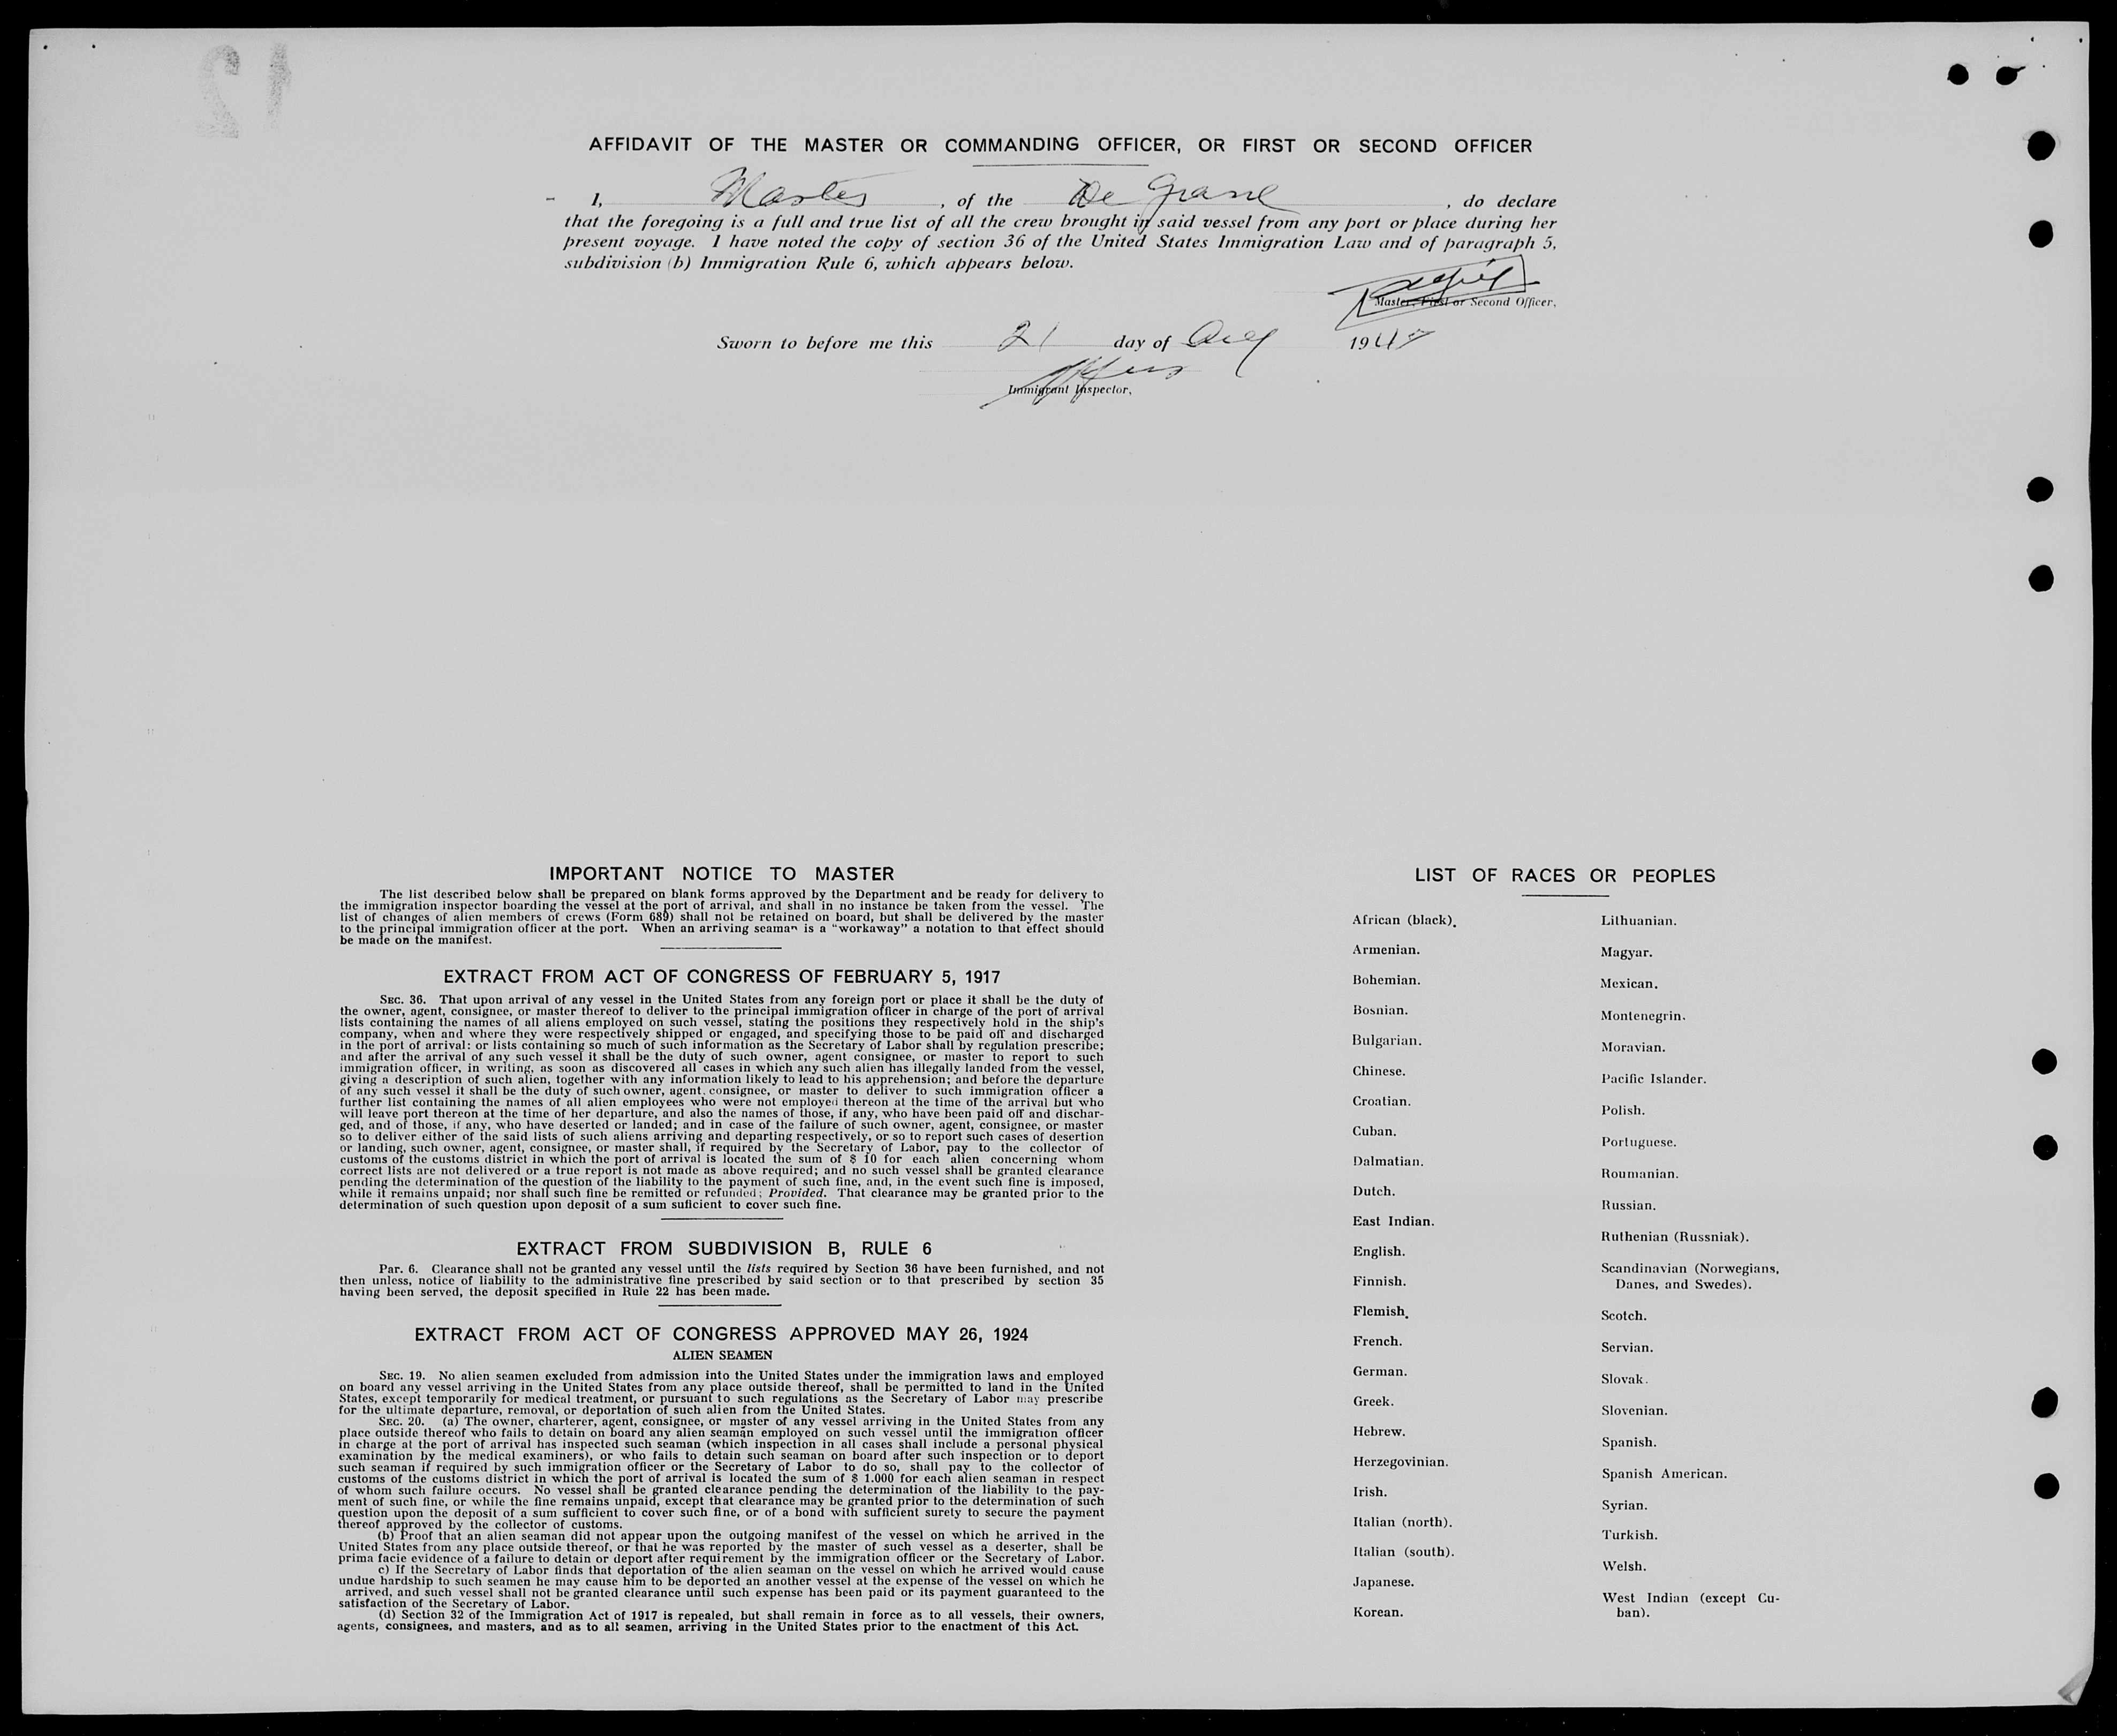 AFFIDAVIT OF THE MASTER OR COMMANDING OFFICER, OR FIRST OR SECOND OFFICER
I, Master, of the De Grasse, do declare
that the foregoing is a full and true list of all the crew brought in said vessel from any port or place during her
present voyage. I have noted the copy of section 36 of the United States Immigration Law and of paragraph 5,
subdivision (b) Immigration Rule 6, which appears below.
Master, First or Second Officer.
Sworn to before me this 21 day of 194
Immigrant Inspector,
IMPORTANT NOTICE TO MASTER
The list described below shall be prepared on blank forms approved by the Department and be ready for delivery to
the immigration inspector boarding the vessel at the port of arrival, and shall in no instance be taken from the vessel. The
list of changes of alien members of crews (Form 689) shall not be retained on board, but shall be delivered by the master
to the principal immigration officer at the port. When an arriving seaman is a "workaway" a notation to that effect should
be made on the manifest.
EXTRACT FROM ACT OF CONGRESS OF FEBRUARY 5, 1917
SEC. 36. That upon arrival of any vessel in the United States from any foreign port or place it shall be the duty of
the owner, agent, consignee, or master thereof to deliver to the principal immigration officer in charge of the port of arrival
lists containing the names of all aliens employed on such vessel, stating the positions they respectively hold in the ship's
company, when and where they were respectively shipped or engaged, and specifying those to be paid off and discharged
in the port of arrival: or lists containing so much of such information as the Secretary of Labor shall by regulation prescribe;
and after the arrival of any such vessel it shall be the duty of such owner, agent consignee, or master to report to such
immigration officer, in writing, as soon as discovered all cases in which any such alien has illegally landed from the vessel,
giving a description of such alien, together with any information likely to lead to his apprehension; and before the departure
of any such vessel it shall be the duty of such owner, agent, consignee, or master to deliver to such immigration officer a
further list containing the names of all alien employees who were not employed thereon at the time of the arrival but who
will leave port thereon at the time of her departure, and also the names of those, if any, who have been paid off and dischar-
ged, and of those, if any, who have deserted or landed; and in case of the failure of such owner, agent, consignee, or master
so to deliver either of the said lists of such aliens arriving and departing respectively, or so to report such cases of desertion
or landing, such owner, agent, consignee, or master shall, if required by the Secretary of Labor, pay to the collector of
customs of the customs district in which the port of arrival is located the sum of $ 10 for each alien concerning whom
correct lists are not delivered or a true report is not made as above required; and no such vessel shall be granted clearance
pending the determination of the question of the liability to the payment of such fine, and, in the event such fine is imposed,
while it remains unpaid; nor shall such fine be remitted or refunded; Provided. That clearance may be granted prior to the
determination of such question upon deposit of a sum suficient to cover such fine.
EXTRACT FROM SUBDIVISION B, RULE 6
Par. 6. Clearance shall not be granted any vessel until the lists required by Section 36 have been furnished, and not
then unless, notice of liability to the administrative fine prescribed by said section or to that prescribed by section 35
having been served, the deposit specified in Rule 22 has been made.
EXTRACT FROM ACT OF CONGRESS APPROVED MAY 26, 1924
ALIEN SEAMEN
SEC. 19. No alien seamen excluded from admission into the United States under the immigration laws and employed
on board any vessel arriving in the United States from any place outside thereof, shall be permitted to land in the United
States, except temporarily for medical treatment, or pursuant to such regulations as the Secretary of Labor may prescribe
for the ultimate departure, removal, or deportation of such alien from the United States.
SEC. 20. (a) The owner, charterer, agent, consignee, or master of any vessel arriving in the United States from any
place outside thereof who fails to detain on board any alien seaman employed on such vessel until the immigration officer
in charge at the port of arrival has inspected such seaman (which inspection in all cases shall include a personal physical
examination by the medical examiners), or who fails to detain such seaman on board after such inspection or to deport
such seaman if required by such immigration officer or the Secretary of Labor to do so, shall pay to the collector of
customs of the customs district in which the port of arrival is located the sum of $ 1.000 for each alien seaman in respect
of whom such failure occurs. No vessel shall be granted clearance pending the determination of the liability to the pay-
ment of such fine, or while the fine remains unpaid, except that clearance may be granted prior to the determination of such
question upon the deposit of a sum sufficient to cover such fine, or of a bond with sufficient surely to secure the payment
thereof approved by the collector of customs.
(b) Proof that an alien seaman did not appear upon the outgoing manifest of the vessel on which he arrived in the
United States from any place outside thereof, or that he was reported by the master of such vessel as a deserter, shall be
prima facie evidence of a failure to detain or deport after requirement by the immigration officer or the Secretary of Labor.
c) If the Secretary of Labor finds that deportation of the alien seaman on the vessel on which he arrived would cause
undue hardship to such seamen he may cause him to be deported an another vessel at the expense of the vessel on which he
arrived, and such vessel shall not be granted clearance until such expense has been paid or its payment guaranteed to the
satisfaction of the Secretary of Labor.
(d) Section 32 of the Immigration Act of 1917 is repealed, but shall remain in force as to all vessels, their owners,
agents, consignees, and masters, and as to all seamen, arriving in the United States prior to the enactment of this Act.
LIST OF RACES OR PEOPLES
African (black).
Armenian.
Bohemian.
Bosnian.
Bulgarian.
Chinese.
Croatian.
Cuban.
Dalmatian.
Dutch.
East Indian.
English.
Finnish.
Flemish.
French.
German.
Greek.
Hebrew.
Herzegovinian.
Irish.
Italian (north).
Italian (south).
Japanese.
Korean.
Lithuanian.
Magyar.
Mexican.
Montenegrin.
Moravian.
Pacific Islander.
Polish.
Portuguese.
Roumanian.
Russian.
Ruthenian (Russniak).
Scandinavian (Norwegians,
Danes, and Swedes).
Scotch.
Servian.
Slovak.
Slovenian.
Spanish.
Spanish American.
Syrian.
Turkish.
Welsh.
West Indian (except Cu-
ban).